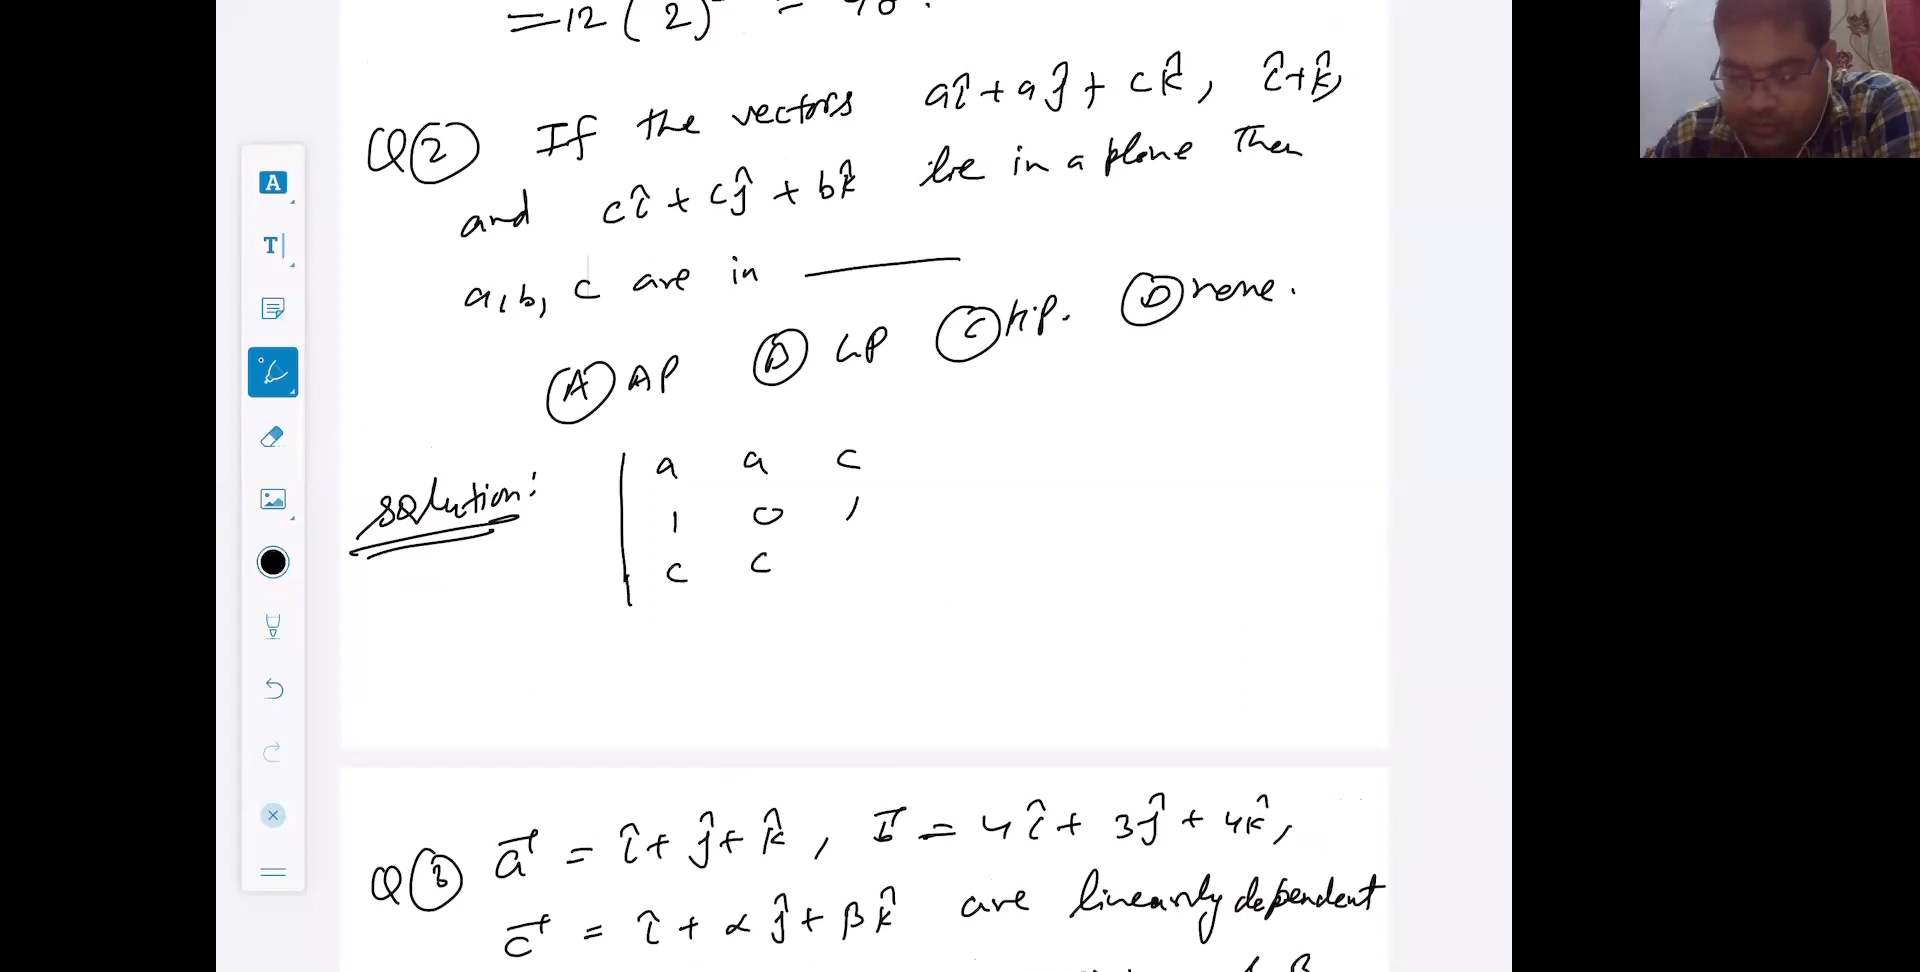 =12 (2)
Q(2) If the vectors aî + aĵ + ck̂, î+k̂,
and cî + cĵ + bk̂ lie in a plane then
a, b, c are in ______
(A) AP (B) GP (C) H.P. (D) none.
solution:
| a a c
1 0 1
c c
Q(3) a⃗ = î + ĵ + k̂, b⃗ = 4î + 3ĵ + 4k̂,
c⃗ = î + αĵ + βk̂ are linearly dependent
β
A
T